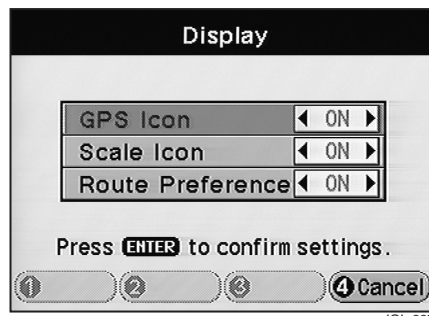 Display
GPS Icon ON
Scale Icon ON
Route Preference ON
Press ENTER to confirm settings.
1 2 3 4 Cancel